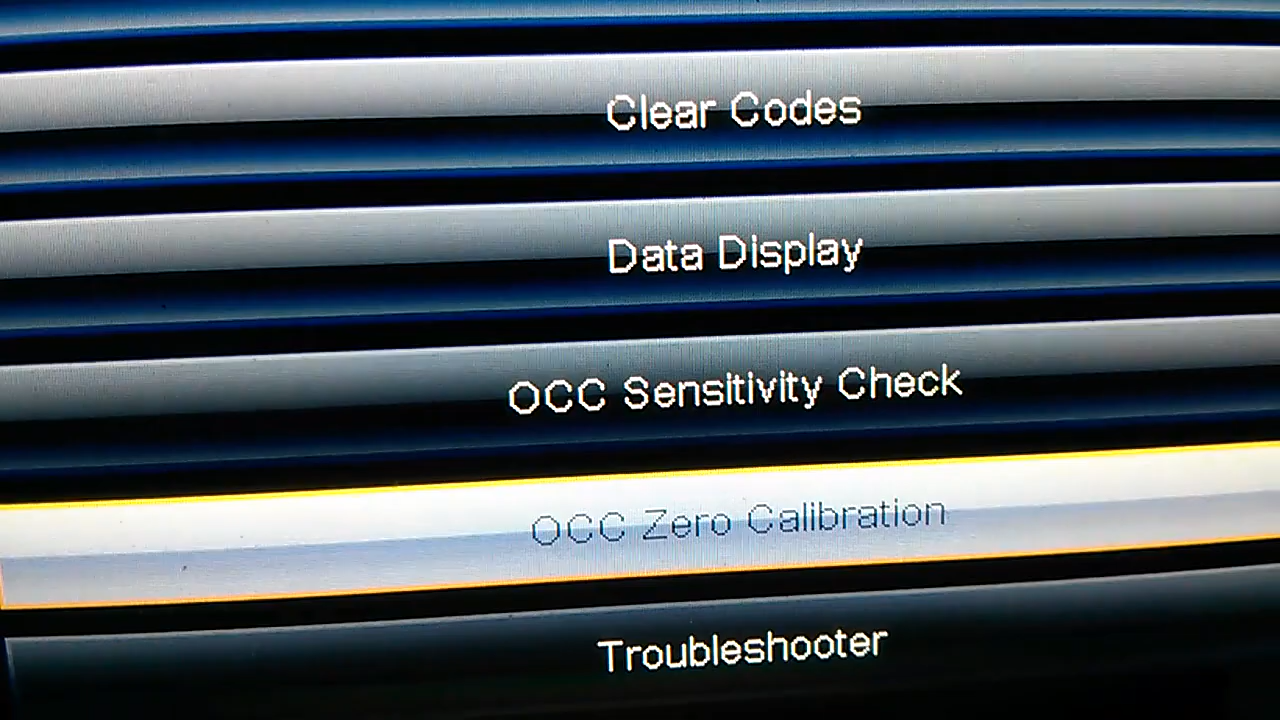 Clear Codes
Data Display
OCC Sensitivity Check
OCC Zero Calibration
Troubleshooter